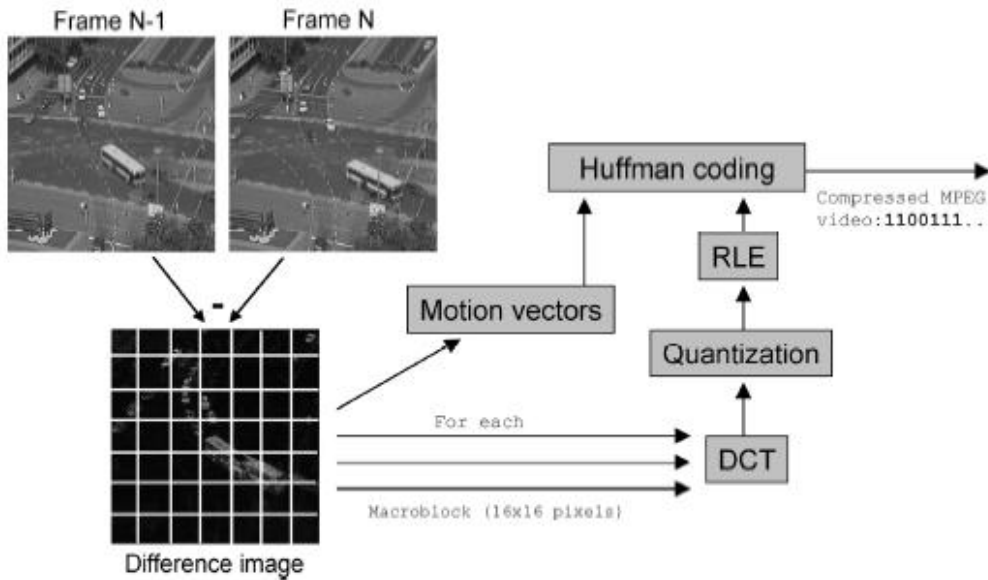 Frame N-1
Frame N
-
Huffman coding
Compressed MPEG
video:1100111..
RLE
Motion vectors
Quantization
For each
DCT
Macroblock (16x16 pixels)
Difference image